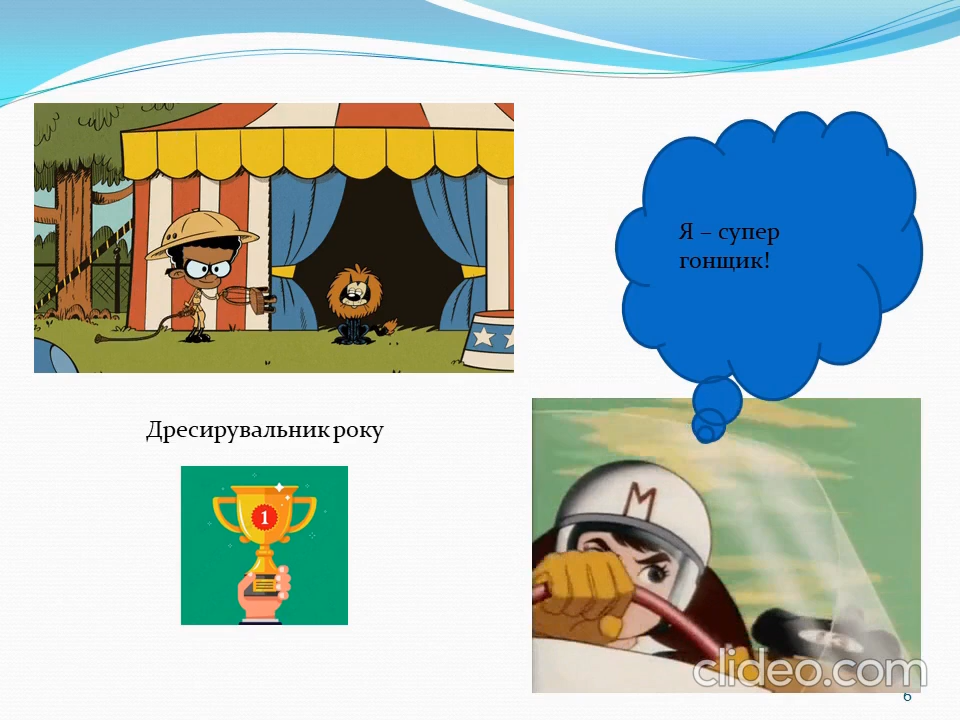 Я – супер
гонщик!
Дресирувальник року
1
M
clideo.com
6